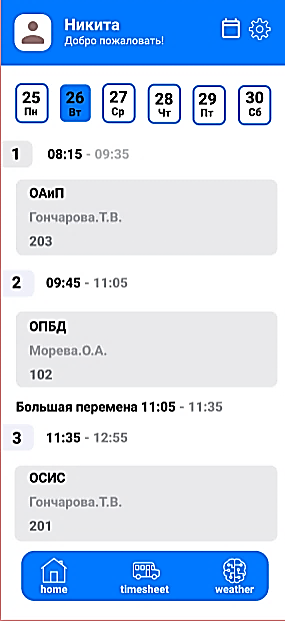 Никита
Добро пожаловать!
25 26 27 28 29 30
Пн Вт Ср Чт Пт Сб
1 08:15 - 09:35
ОАиП
Гончарова.Т.В.
203
2 09:45 - 11:05
ОПБД
Морева.О.А.
102
Большая перемена 11:05 - 11:35
3 11:35 - 12:55
ОСИС
Гончарова.Т.В.
201
home timesheet weather